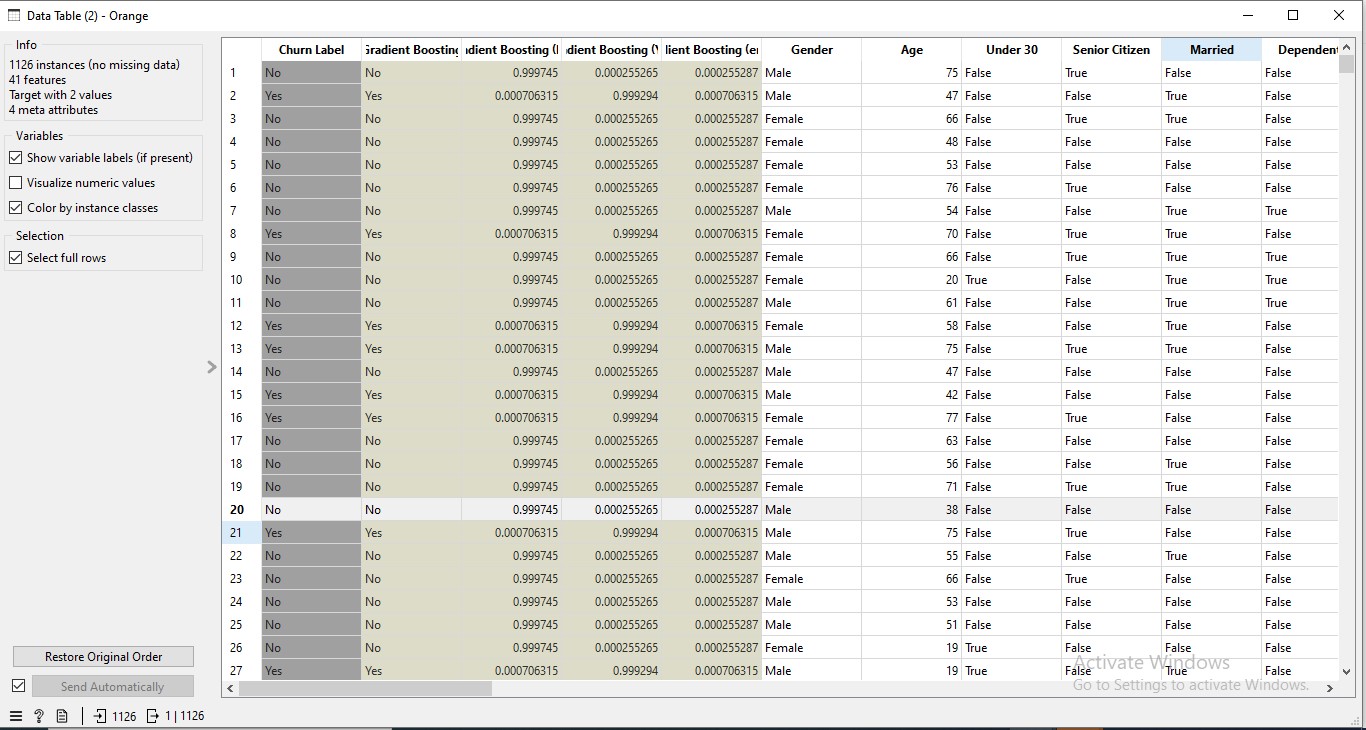 Data Table (2) - Orange
Info
1126 instances (no missing data)
41 features
Target with 2 values
4 meta attributes
Variables
Show variable labels (if present)
Visualize numeric values
Color by instance classes
Selection
Select full rows
Restore Original Order
Send Automatically
1126 1 | 1126
Churn Label Gradient Boosting dient Boosting ( dient Boosting ( ient Boosting (e Gender Age Under 30 Senior Citizen Married Dependent
1 No No 0.999745 0.000255265 0.000255287 Male 75 False True False False
2 Yes Yes 0.000706315 0.999294 0.000706315 Male 47 False False True False
3 No No 0.999745 0.000255265 0.000255287 Female 66 False True True False
4 No No 0.999745 0.000255265 0.000255287 Female 48 False False False False
5 No No 0.999745 0.000255265 0.000255287 Female 53 False False False False
6 No No 0.999745 0.000255265 0.000255287 Female 76 False True False False
7 No No 0.999745 0.000255265 0.000255287 Male 54 False False True True
8 Yes Yes 0.000706315 0.999294 0.000706315 Female 70 False True True False
9 No No 0.999745 0.000255265 0.000255287 Female 66 False True True True
10 No No 0.999745 0.000255265 0.000255287 Female 20 True False True True
11 No No 0.999745 0.000255265 0.000255287 Male 61 False False True True
12 Yes Yes 0.000706315 0.999294 0.000706315 Female 58 False False True False
13 Yes Yes 0.000706315 0.999294 0.000706315 Male 75 False True True False
14 No No 0.999745 0.000255265 0.000255287 Male 47 False False False False
15 Yes Yes 0.000706315 0.999294 0.000706315 Male 42 False False False False
16 Yes Yes 0.000706315 0.999294 0.000706315 Female 77 False True False False
17 No No 0.999745 0.000255265 0.000255287 Female 63 False False False False
18 No No 0.999745 0.000255265 0.000255287 Female 56 False False True False
19 No No 0.999745 0.000255265 0.000255287 Female 71 False True True False
20 No No 0.999745 0.000255265 0.000255287 Male 38 False False False False
21 Yes Yes 0.000706315 0.999294 0.000706315 Male 75 False True False False
22 No No 0.999745 0.000255265 0.000255287 Male 55 False False True False
23 No No 0.999745 0.000255265 0.000255287 Female 66 False True False False
24 No No 0.999745 0.000255265 0.000255287 Male 53 False False False False
25 No No 0.999745 0.000255265 0.000255287 Male 51 False False False False
26 No No 0.999745 0.000255265 0.000255287 Female 19 True False False False
27 Yes Yes 0.000706315 0.999294 0.000706315 Male 19 True False True False
Activate Windows
Go to Settings to activate Windows.